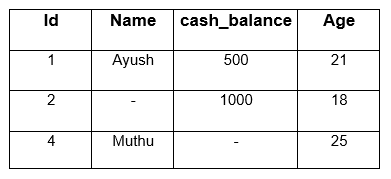 Id Name cash_balance Age
1 Ayush 500 21
2 - 1000 18
4 Muthu - 25